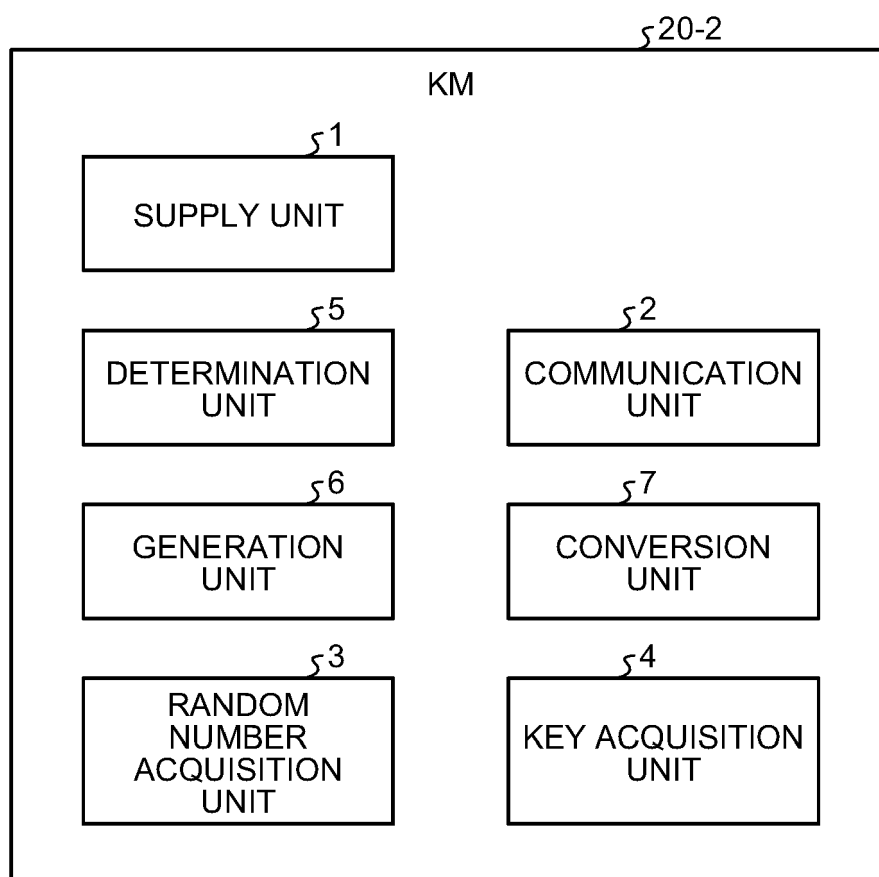 20-2
KM
1
SUPPLY UNIT
5
DETERMINATION
UNIT
2
COMMUNICATION
UNIT
6
GENERATION
UNIT
7
CONVERSION
UNIT
3
RANDOM
NUMBER
ACQUISITION
UNIT
4
KEY ACQUISITION
UNIT